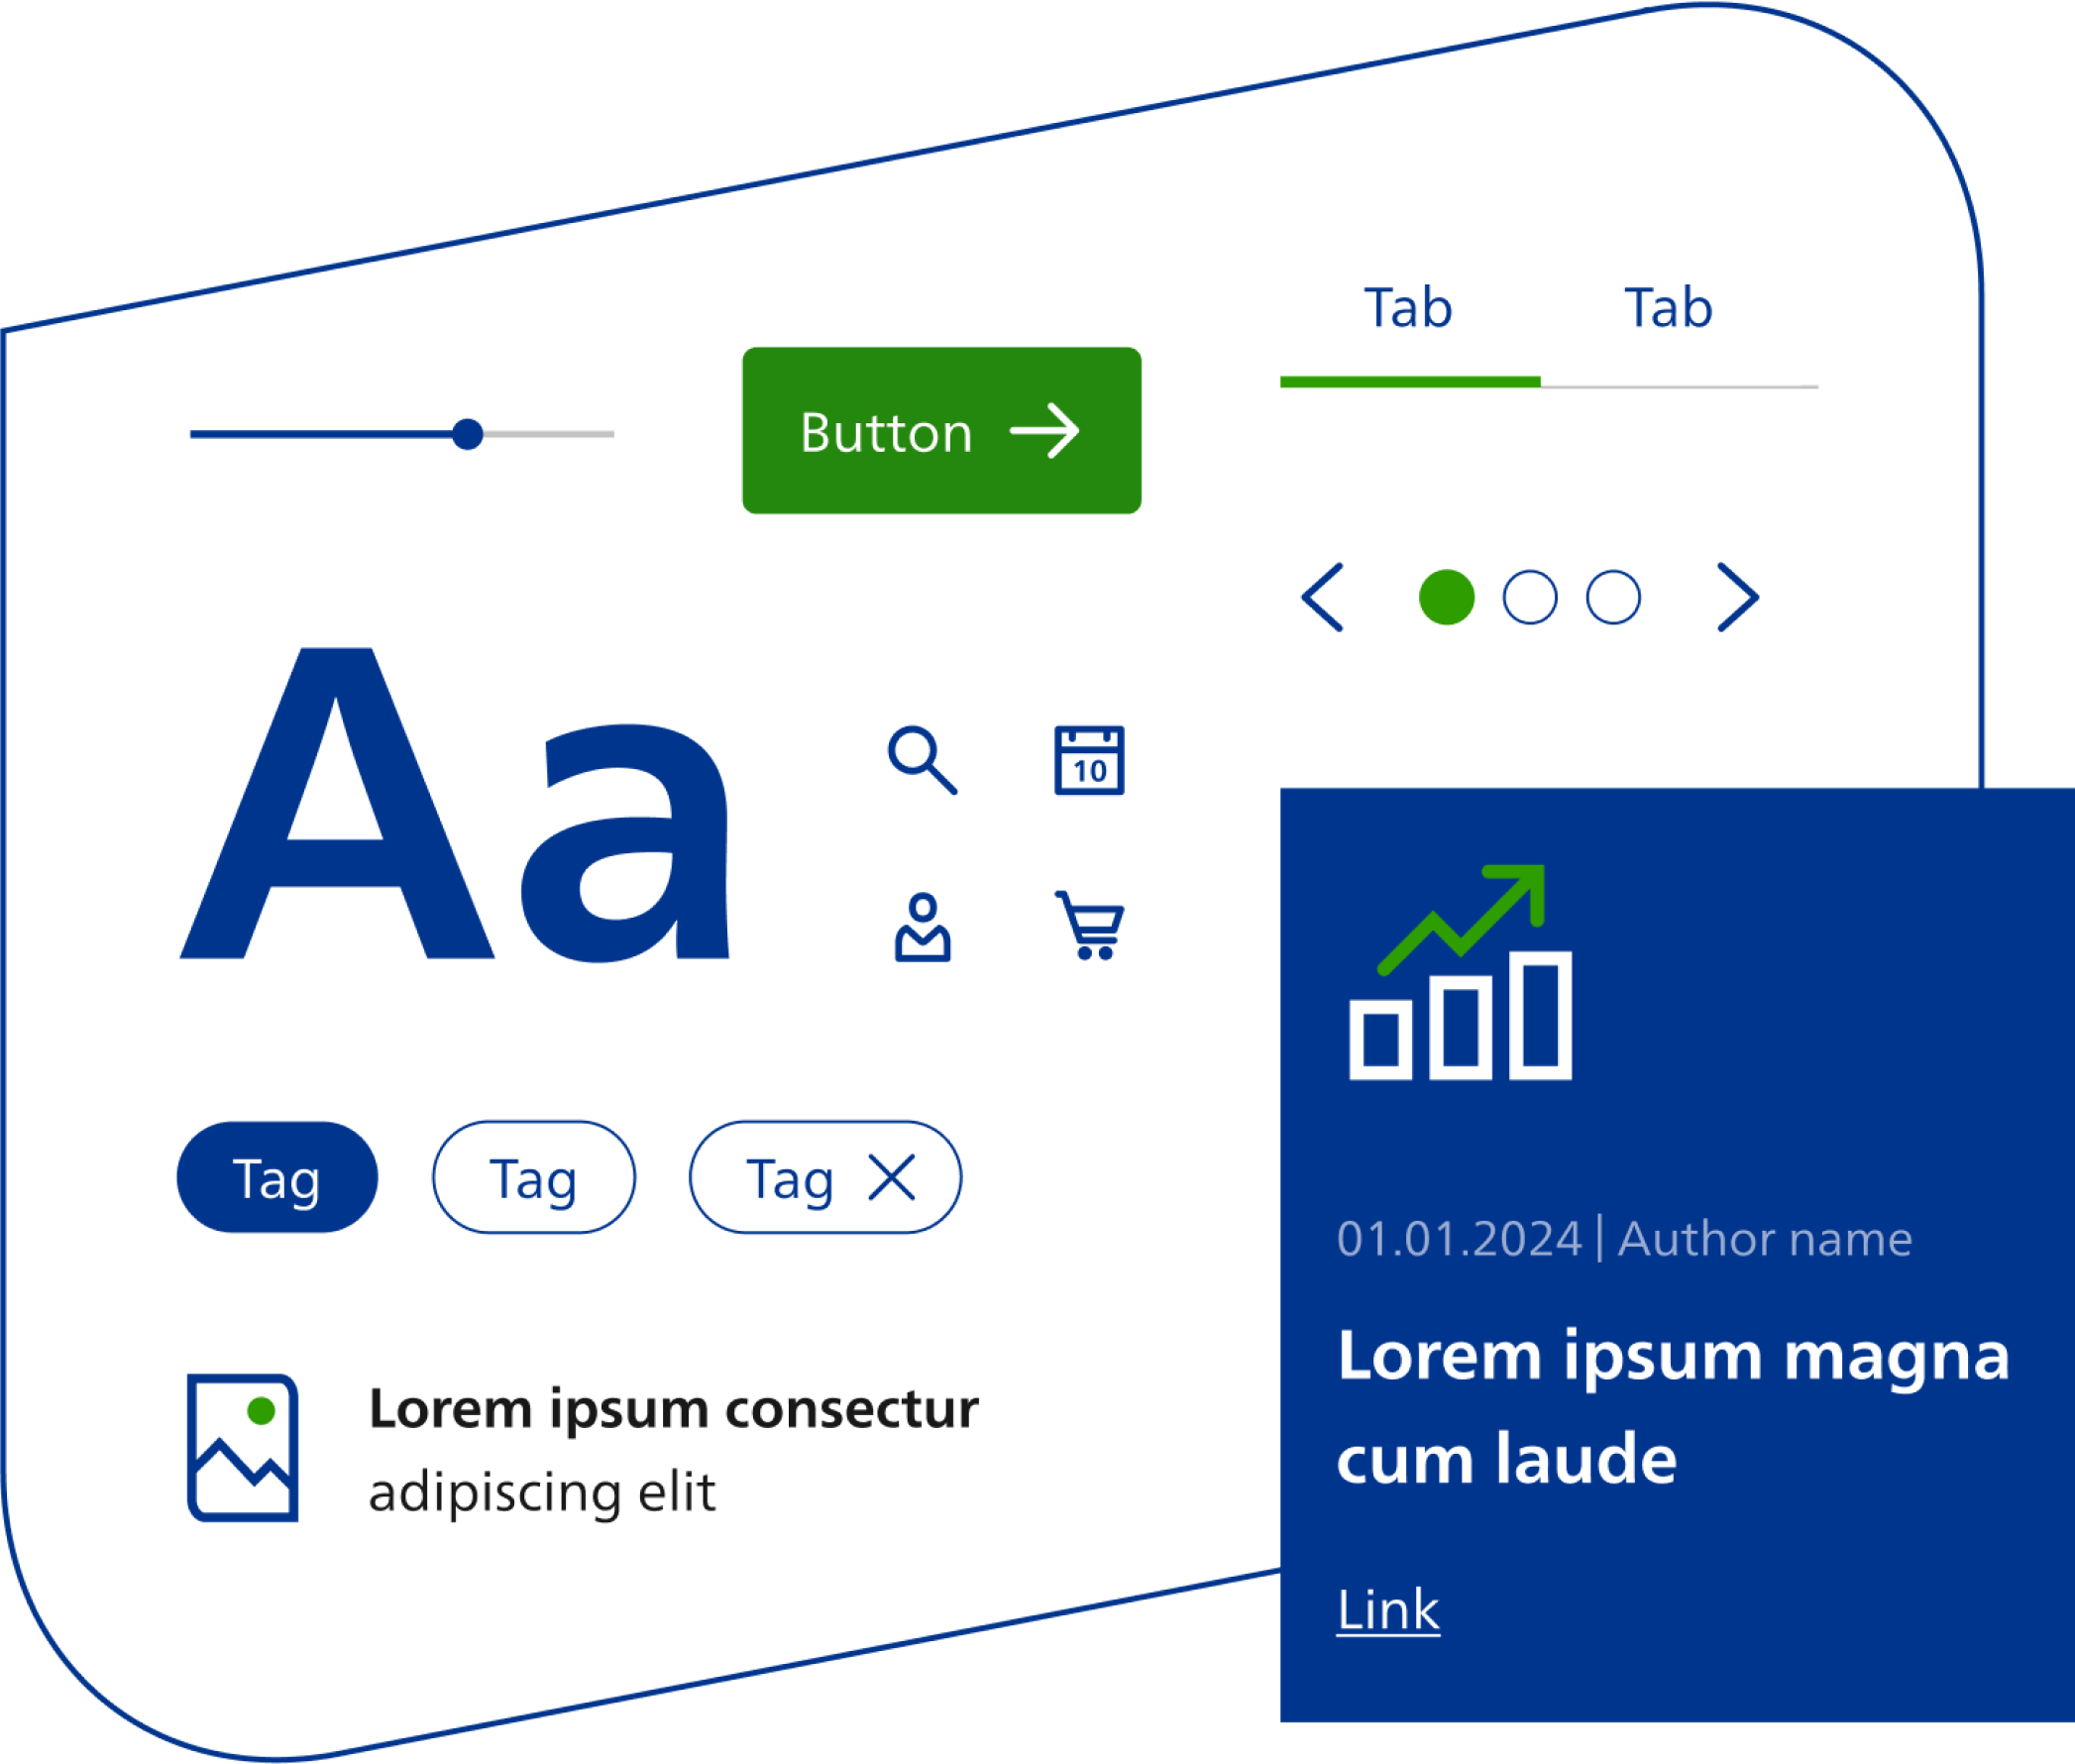 Tab Tab
Button
Aa
10
Tag Tag Tag
01.01.2024 | Author name
Lorem ipsum magna
cum laude
Link
Lorem ipsum consectur
adipiscing elit